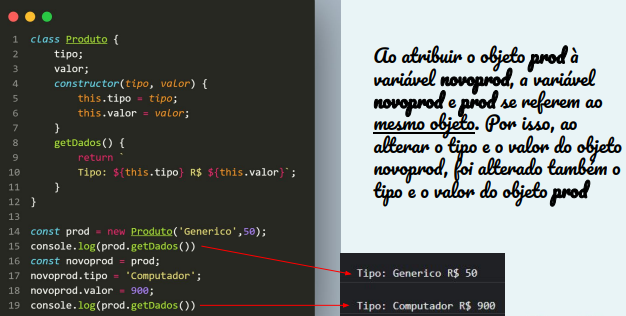 1 class Produto {
2 tipo;
3 valor;
4 constructor(tipo, valor) {
5 this.tipo = tipo;
6 this.valor = valor;
7 }
8 getDados() {
9 return `
10 Tipo: ${this.tipo} R$ ${this.valor}`;
11 }
12 }
13
14 const prod = new Produto('Generico',50);
15 console.log(prod.getDados())
16 const novoprod = prod;
17 novoprod.tipo = 'Computador';
18 novoprod.valor = 900;
19 console.log(prod.getDados())
Ao atribuir o objeto prod à
variável novoprod, a variável
novoprod e prod se referem ao
mesmo objeto. Por isso, ao
alterar o tipo e o valor do objeto
novoprod, foi alterado também o
tipo e o valor do objeto prod
Tipo: Generico R$ 50
Tipo: Computador R$ 900